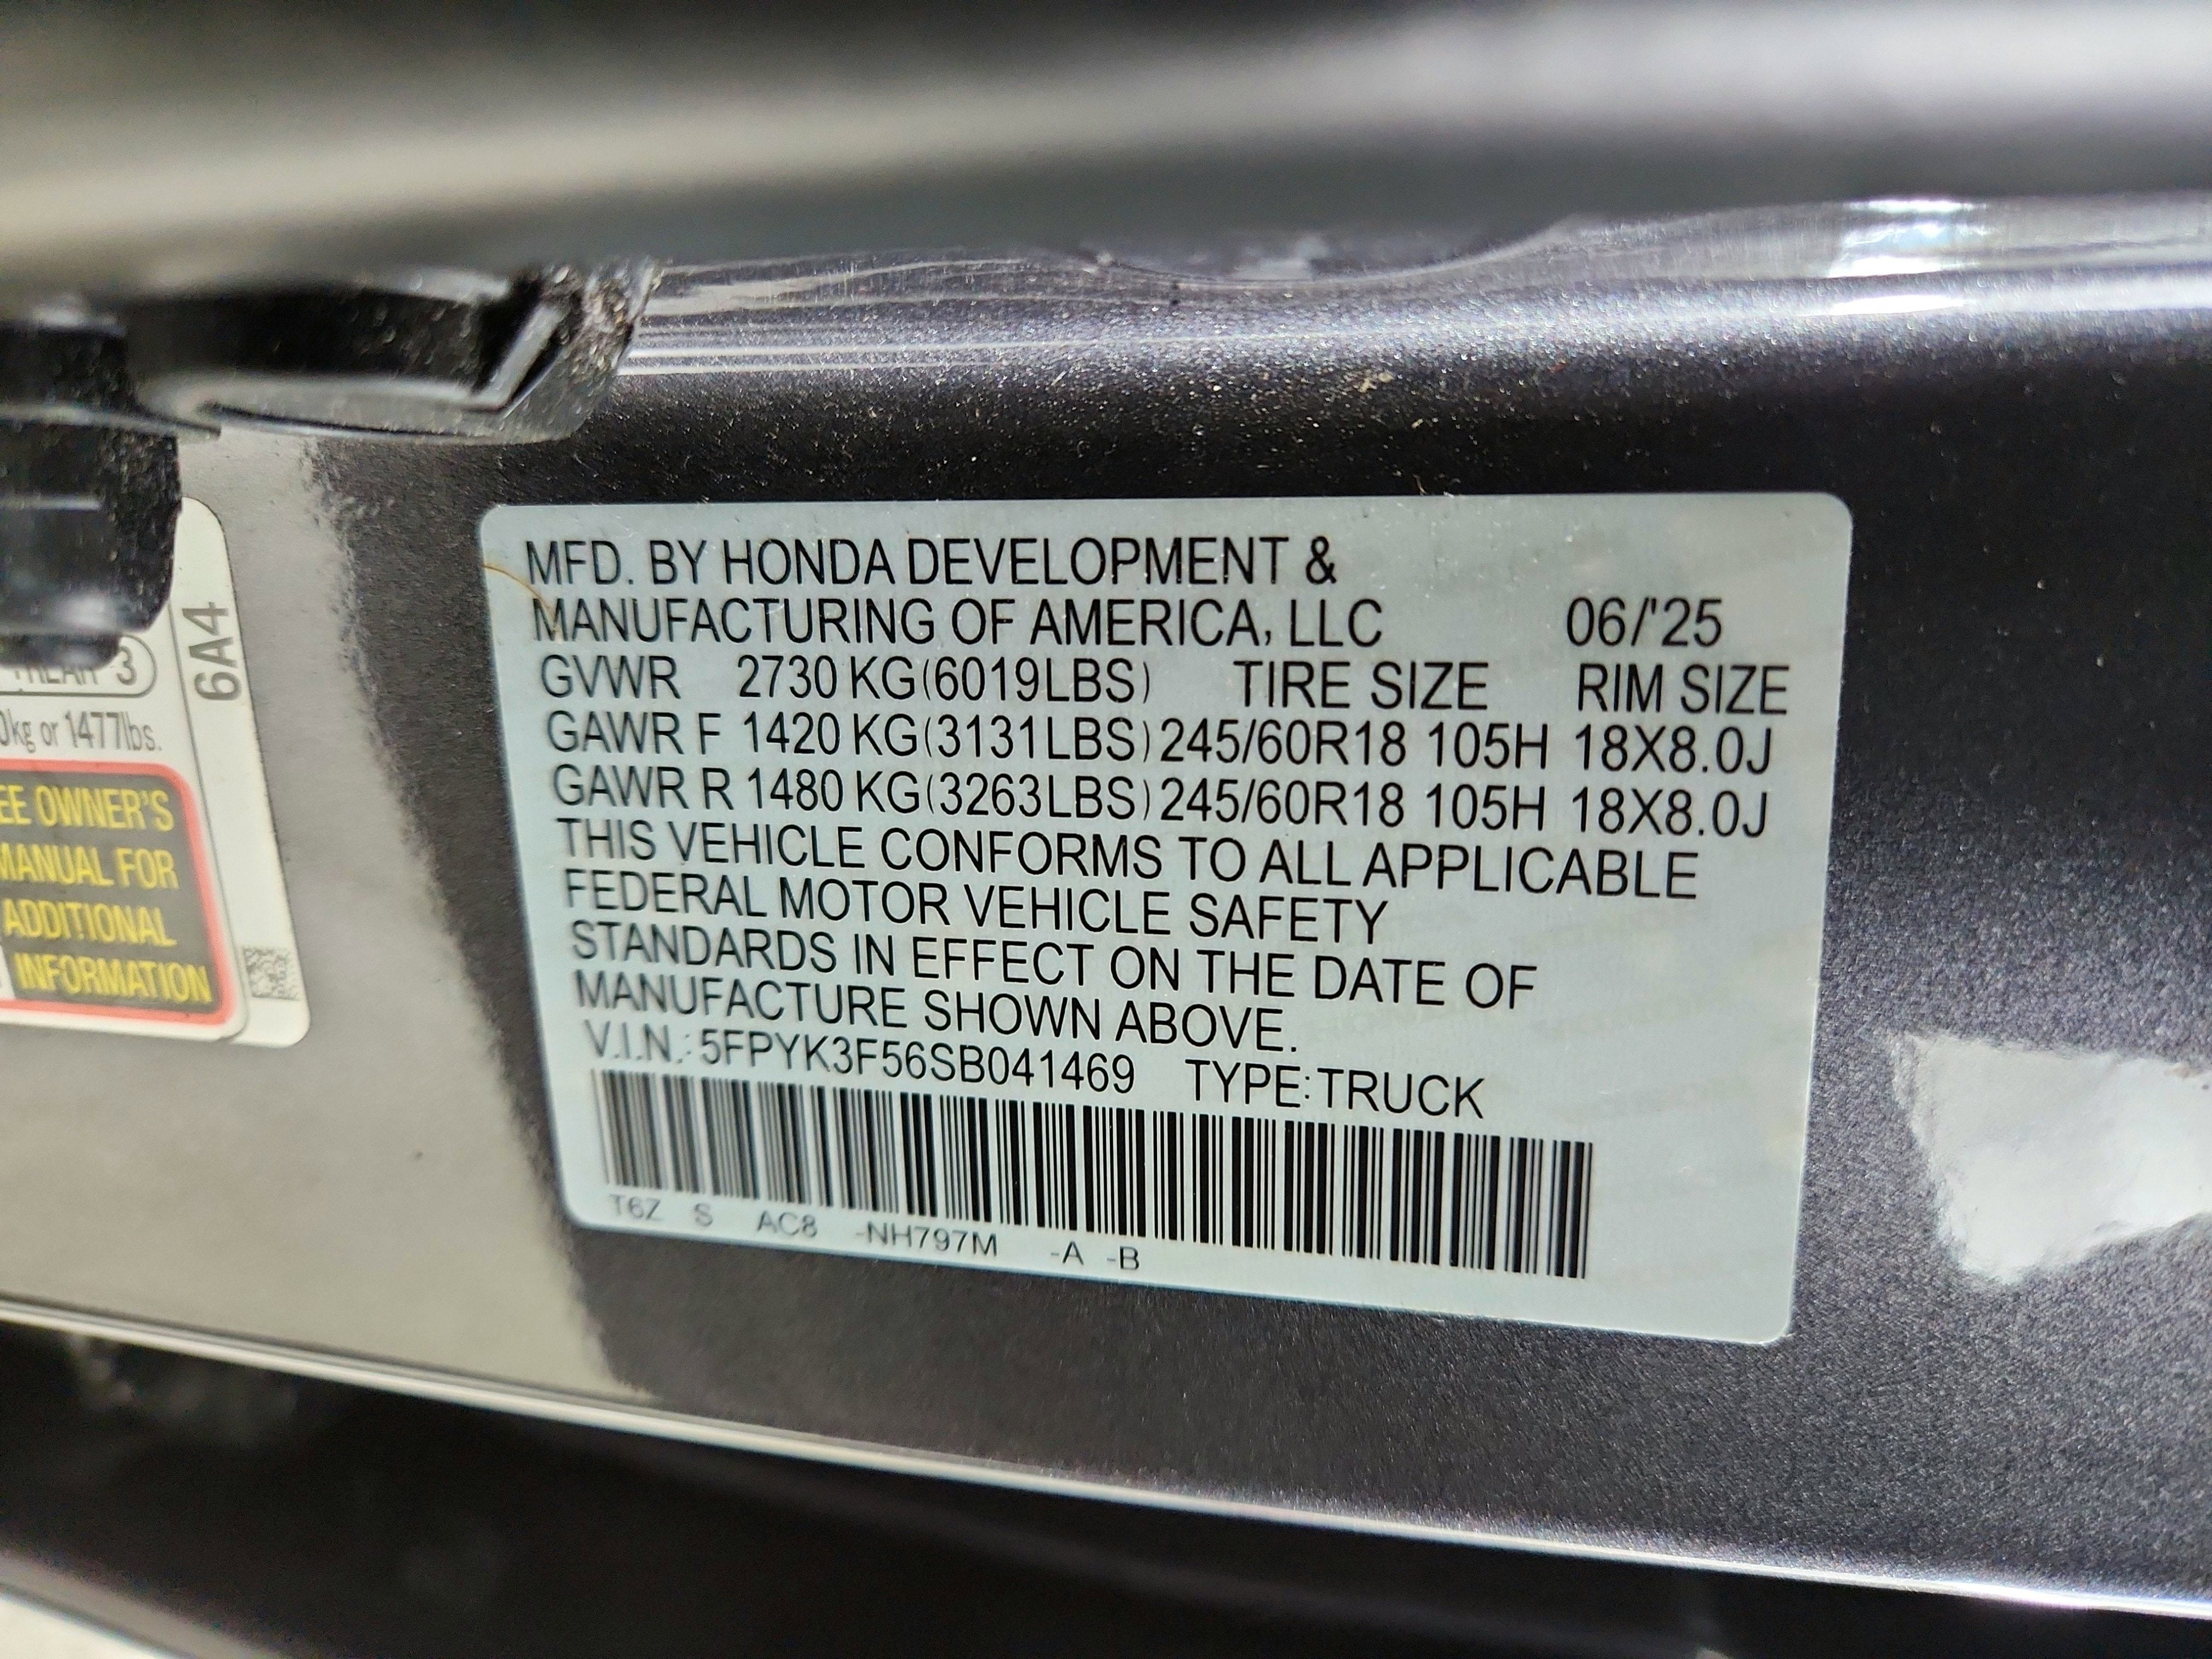 MFD. BY HONDA DEVELOPMENT &
MANUFACTURING OF AMERICA, LLC 06/'25
GVWR 2730 KG(6019LBS) TIRE SIZE RIM SIZE
GAWR F 1420 KG(3131LBS) 245/60R18 105H 18X8.0J
GAWR R 1480 KG(3263LBS) 245/60R18 105H 18X8.0J
THIS VEHICLE CONFORMS TO ALL APPLICABLE
FEDERAL MOTOR VEHICLE SAFETY
STANDARDS IN EFFECT ON THE DATE OF
MANUFACTURE SHOWN ABOVE.
V.I.N.: 5FPYK3F56SB041469 TYPE:TRUCK
T6Z S AC8 -NH797M -A -B
6A4
3
0kg or 1477lbs.
EE OWNER'S
MANUAL FOR
ADDITIONAL
INFORMATION